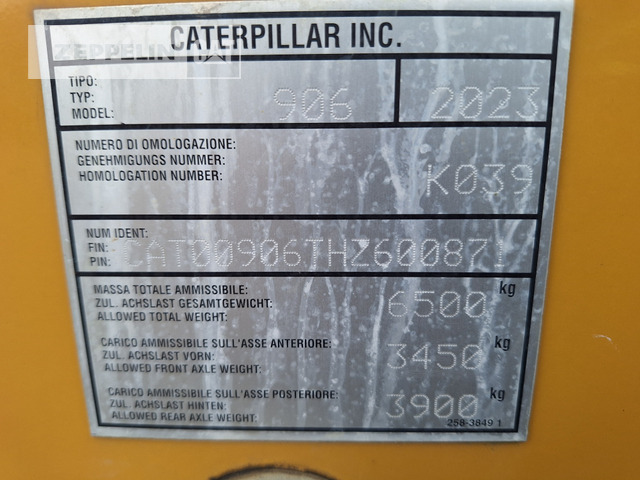 CATERPILLAR INC.
ZEPPELIN
TIPO:
TYP:
MODEL: 906 2023
NUMERO DI OMOLOGAZIONE:
GENEHMIGUNGS NUMMER:
HOMOLOGATION NUMBER: K039
NUM IDENT:
FIN:
PIN: CAT00906THZ600871
MASSA TOTALE AMMISSIBILE:
ZUL. ACHSLAST GESAMTGEWICHT: 6500 kg
ALLOWED TOTAL WEIGHT:
CARICO AMMISSIBILE SULL'ASSE ANTERIORE:
ZUL. ACHSLAST VORN: 3450 kg
ALLOWED FRONT AXLE WEIGHT:
CARICO AMMISSIBILE SULL'ASSE POSTERIORE:
ZUL. ACHSLAST HINTEN: 3900 kg
ALLOWED REAR AXLE WEIGHT:
258-3849 1